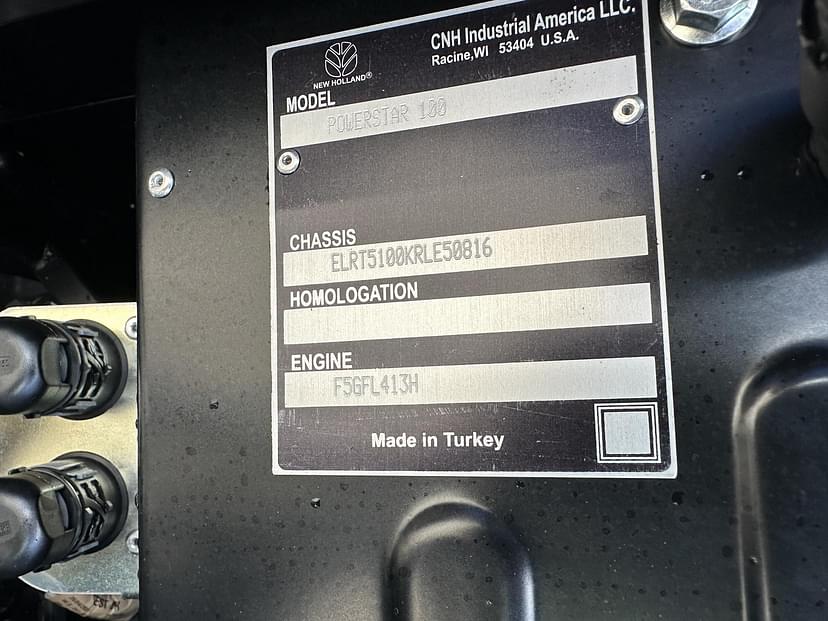 CNH Industrial America LLC.
Racine,WI 53404 U.S.A.
NEW HOLLAND®
MODEL
POWERSTAR 100
CHASSIS
ELRT5100KRLE50816
HOMOLOGATION
ENGINE
F5GFL413H
Made in Turkey